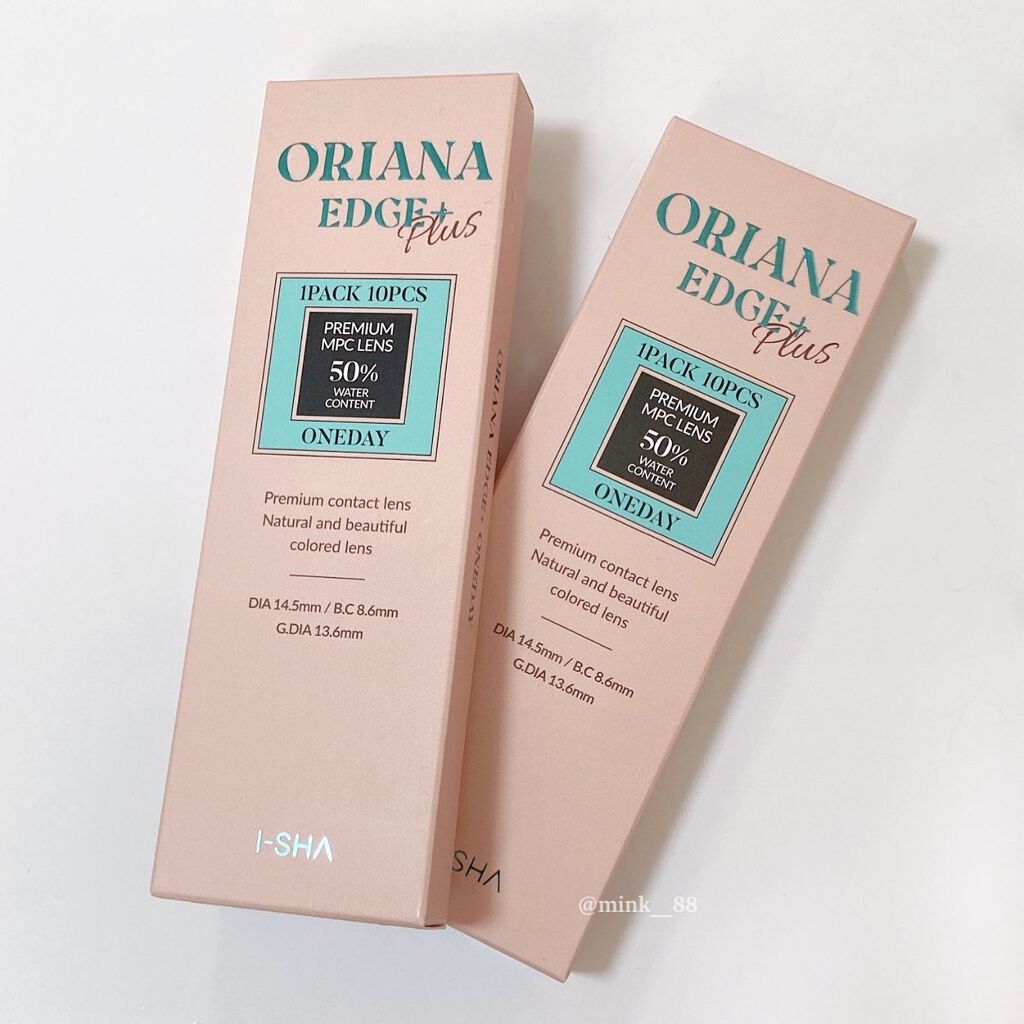 ORIANA
EDGE+
Plus
1PACK 10PCS
PREMIUM
MPC LENS
50%
WATER
CONTENT
ONEDAY
Premium contact lens
Natural and beautiful
colored lens
DIA 14.5mm / B.C 8.6mm
G.DIA 13.6mm
I-SHA
ORIANA EDGE+ ONEDAY
ORIANA
EDGE+
Plus
1PACK 10PCS
PREMIUM
MPC LENS
50%
WATER
CONTENT
ONEDAY
Premium contact lens
Natural and beautiful
colored lens
DIA 14.5mm / B.C 8.6mm
G.DIA 13.6mm
-SHA
@mink__88